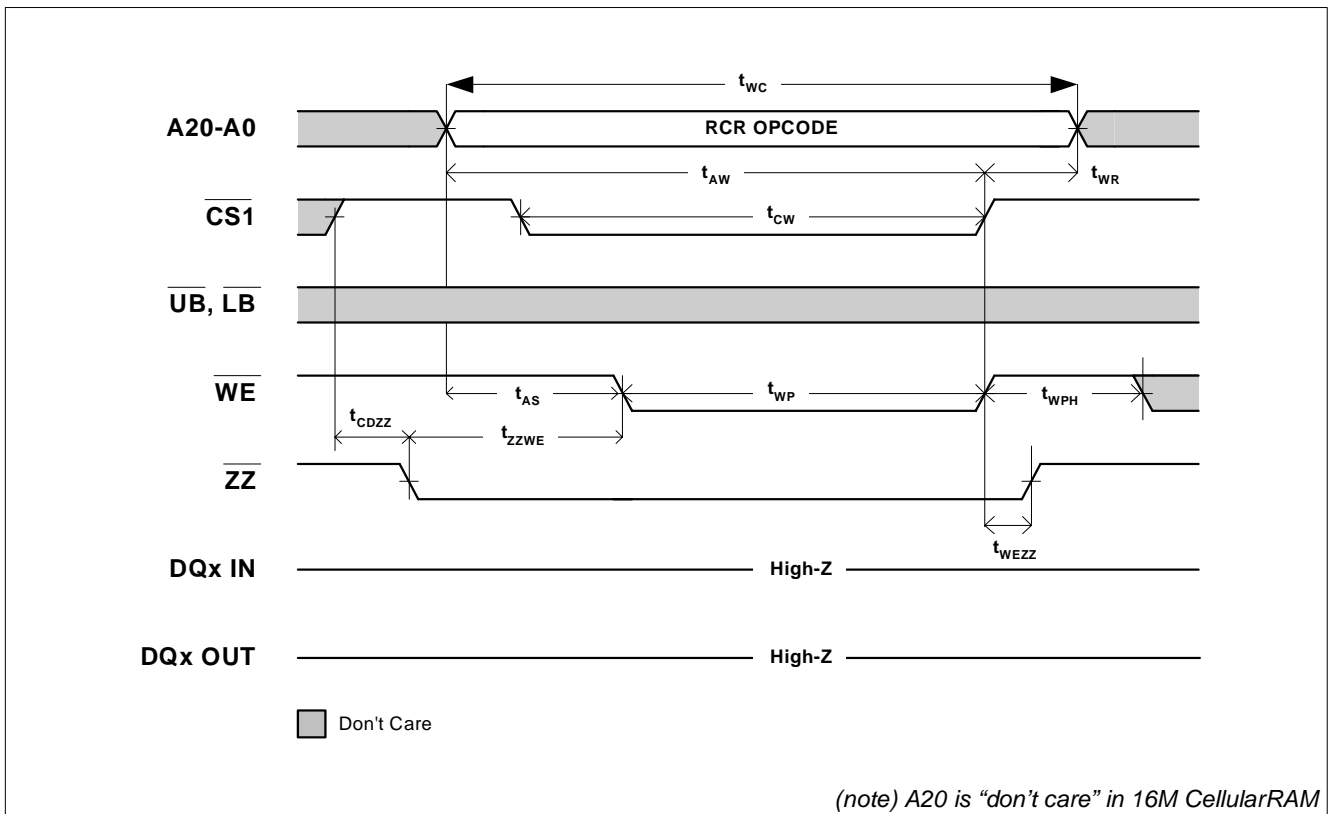 tWC
A20-A0 RCR OPCODE
tAW tWR
CS1 tCW
UB, LB
WE tAS tWP tWPH
tCDZZ tZZWE
ZZ
tWEZZ
DQx IN High-Z
DQx OUT High-Z
Don't Care
(note) A20 is “don’t care” in 16M CellularRAM